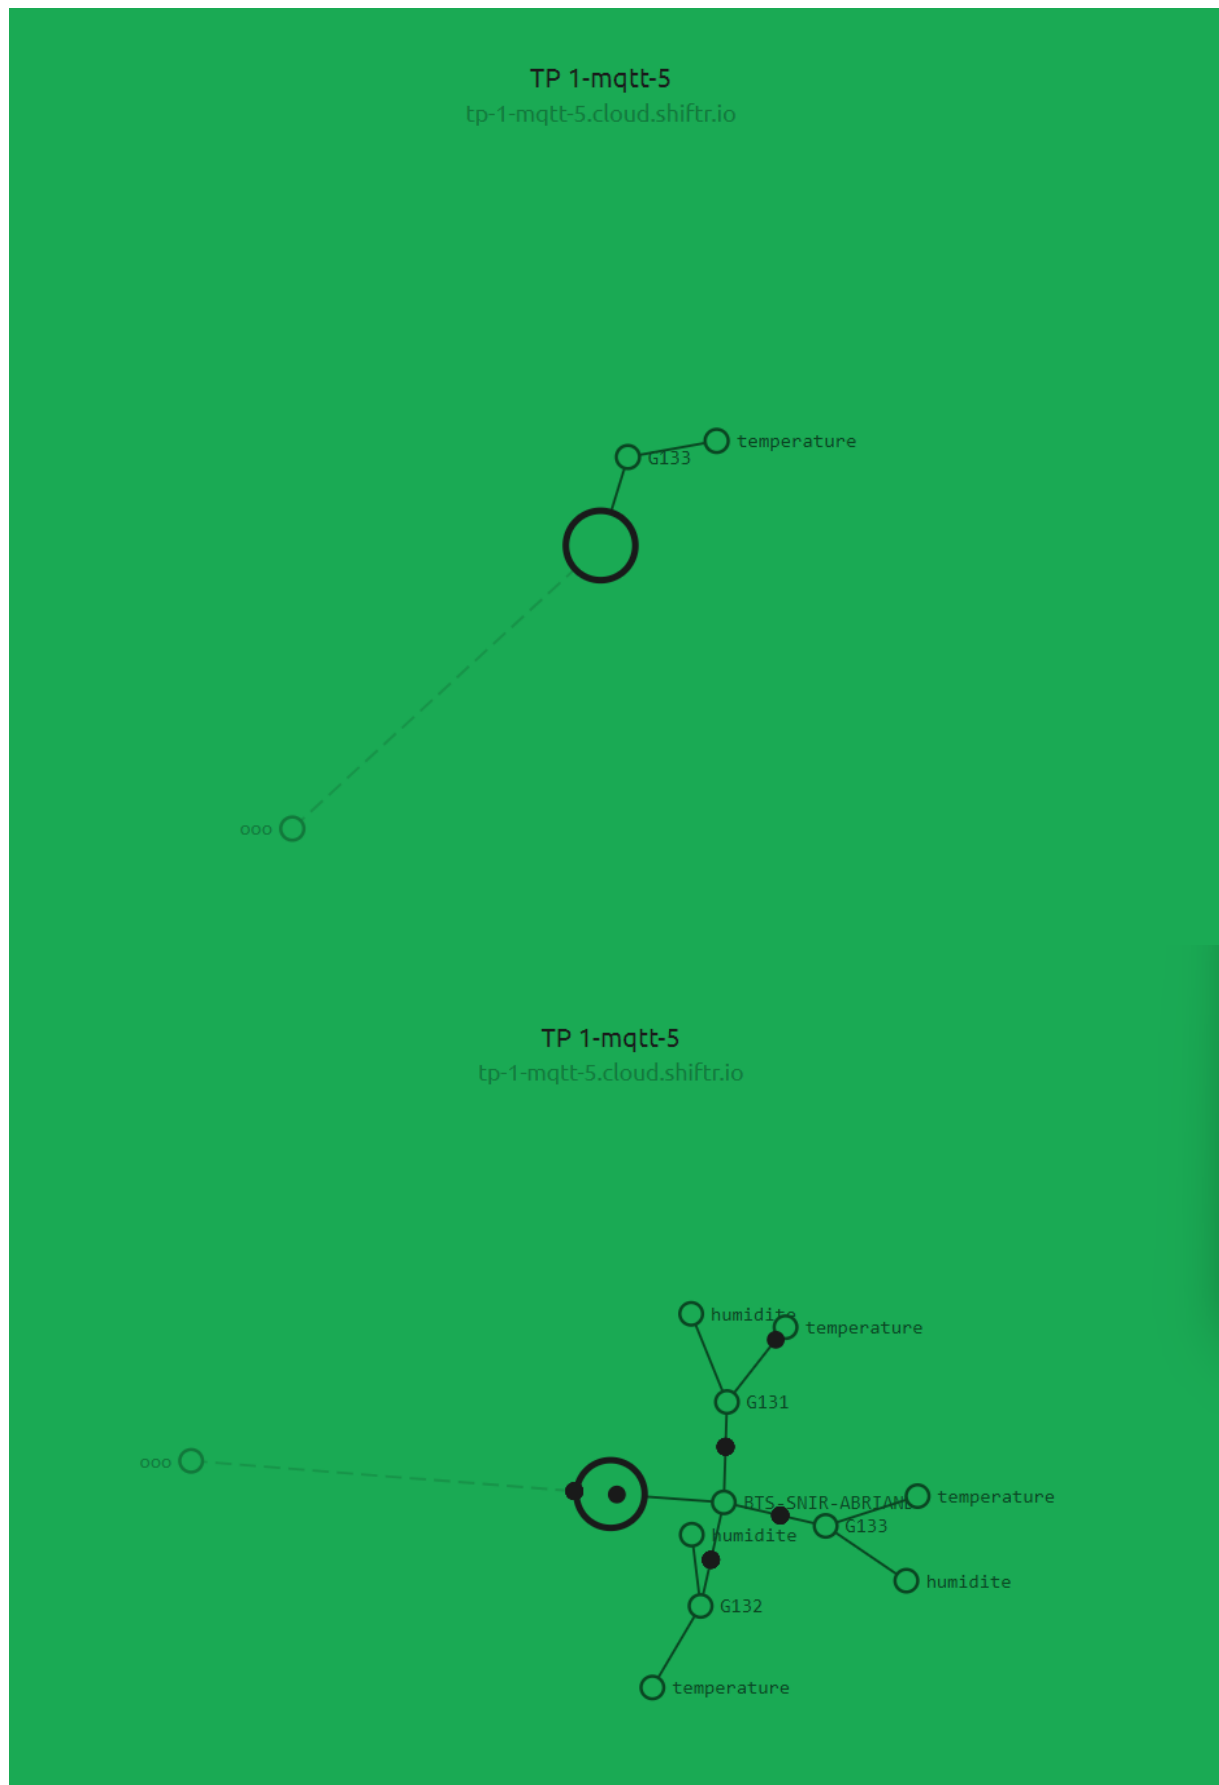 TP 1-mqtt-5
tp-1-mqtt-5.cloud.shiftr.io
temperature
G133
ooo
TP 1-mqtt-5
tp-1-mqtt-5.cloud.shiftr.io
humidite
temperature
G131
ooo
temperature
BTS-SNIR-ABRIAND
G133
humidite
humidite
G132
temperature